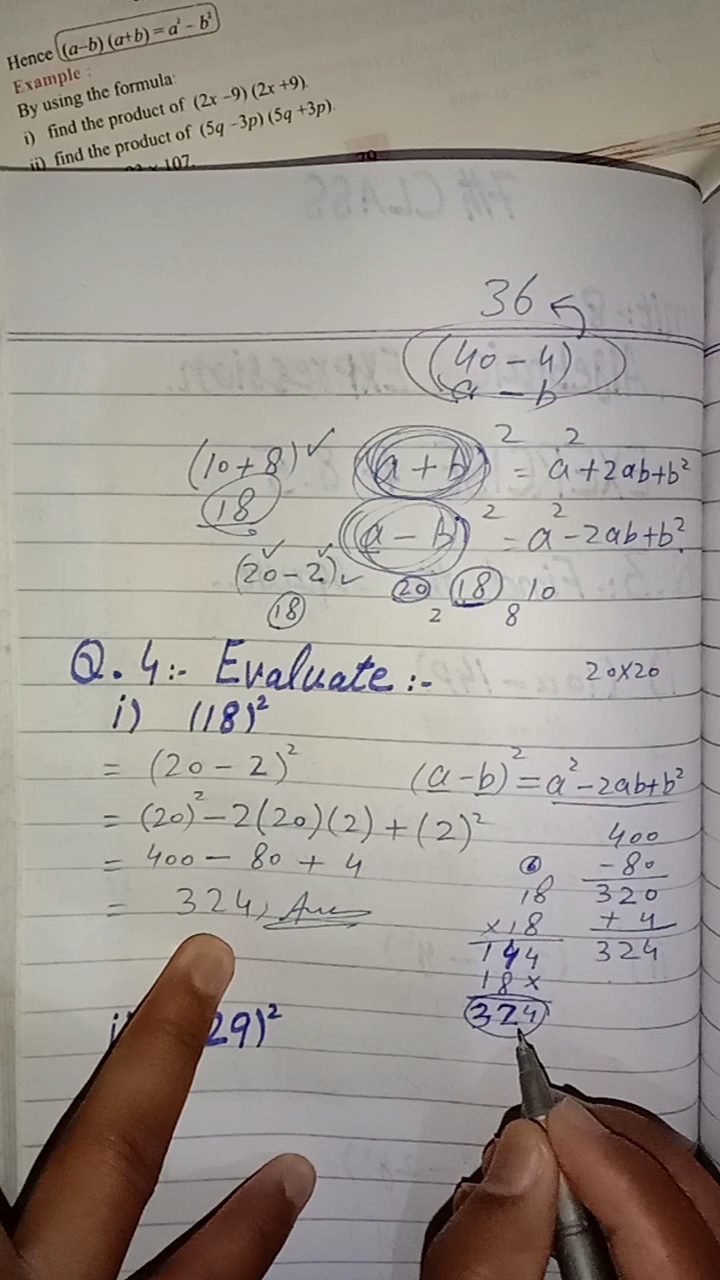 Hence (a–b) (a+b) = a² – b²
Example :
By using the formula:
i) find the product of (2x –9) (2x +9).
ii) find the product of (5q –3p) (5q +3p).
107.
36
(40 – 4)
a – b
(10 + 8) ✓ (a + b)² = a² + 2ab + b²
18
(a – b)² = a² - 2ab + b²
(20 – 2) ✓ 20 18 10
18 2 8
Q. 4:- Evaluate :-
20×20
i) (18)²
= (20 – 2)² (a – b)² = a² – 2ab + b²
= (20)² – 2(20)(2) + (2)²
= 400 – 80 + 4
= 324, Ans
400
– 80
320
+ 4
324
6
18
×18
144
18×
324
29)²